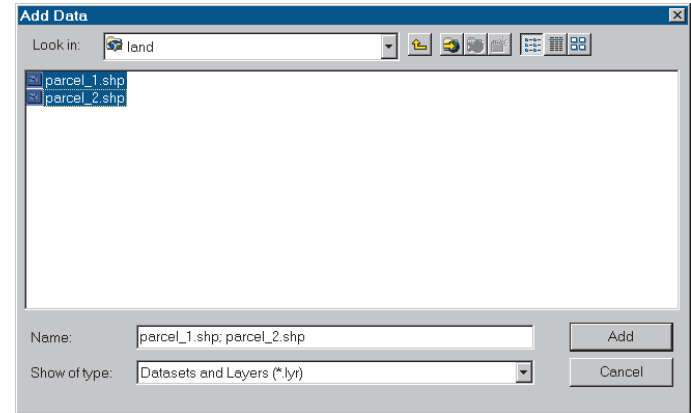 Add Data
Look in: land
parcel_1.shp
parcel_2.shp
Name: parcel_1.shp; parcel_2.shp Add
Show of type: Datasets and Layers (*.lyr) Cancel